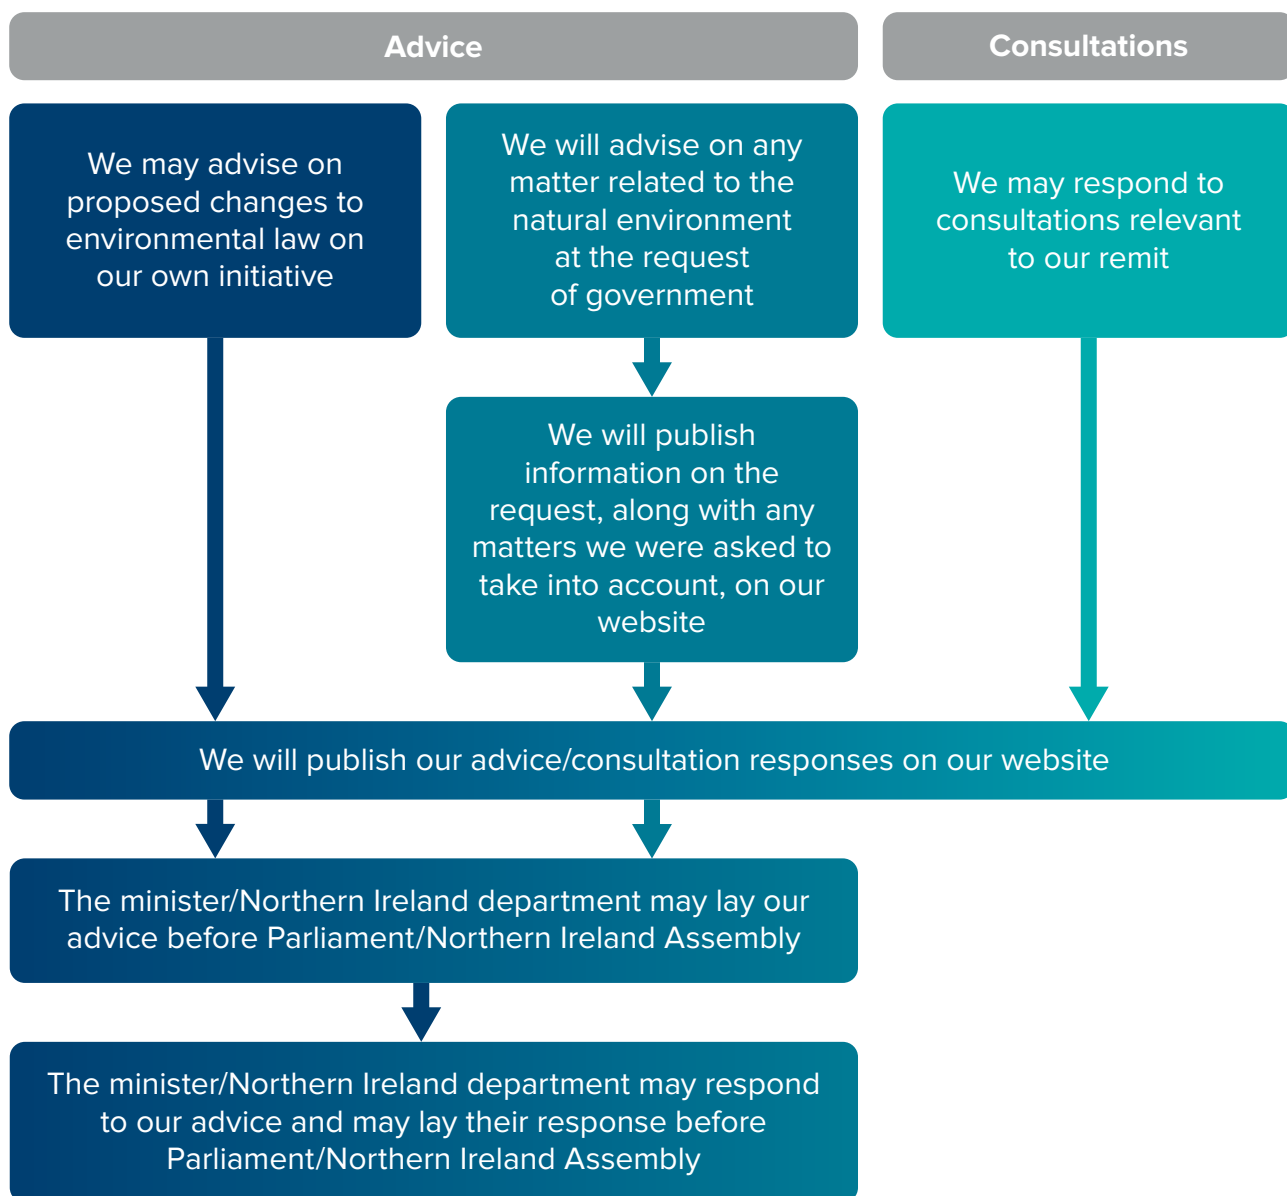 Advice
Consultations
We may advise on
proposed changes to
environmental law on
our own initiative
We will advise on any
matter related to the
natural environment
at the request
of government
We may respond to
consultations relevant
to our remit
We will publish
information on the
request, along with any
matters we were asked to
take into account, on our
website
We will publish our advice/consultation responses on our website
The minister/Northern Ireland department may lay our
advice before Parliament/Northern Ireland Assembly
The minister/Northern Ireland department may respond
to our advice and may lay their response before
Parliament/Northern Ireland Assembly